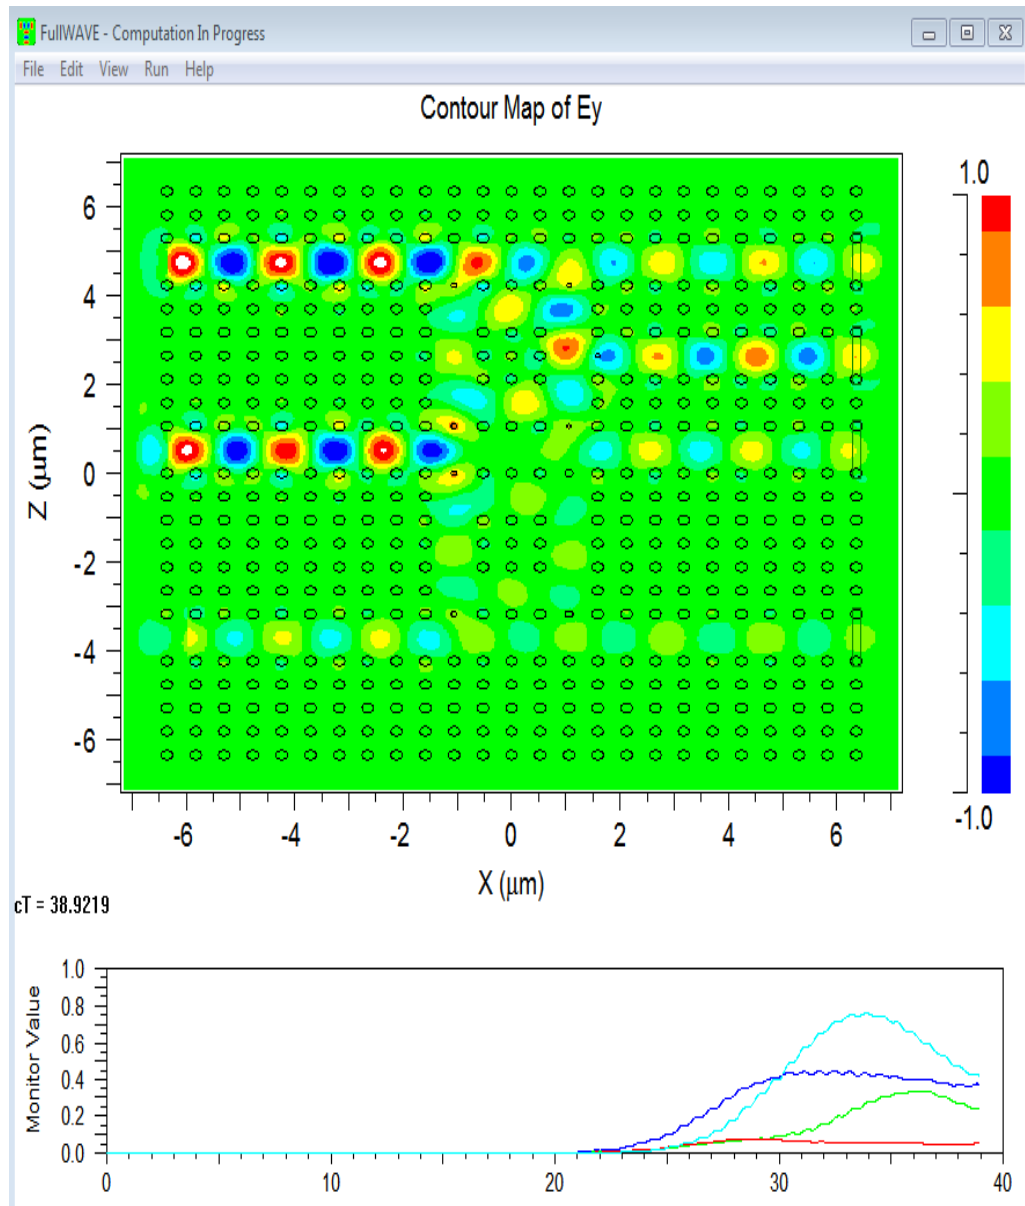 FullWAVE - Computation In Progress
File Edit View Run Help
Contour Map of Ey
1.0
6
4
2
0
-2
-4
-6
Z (µm)
-1.0
-6 -4 -2 0 2 4 6
X (µm)
cT = 38.9219
1.0
0.8
0.6
0.4
0.2
0.0
Monitor Value
0 10 20 30 40